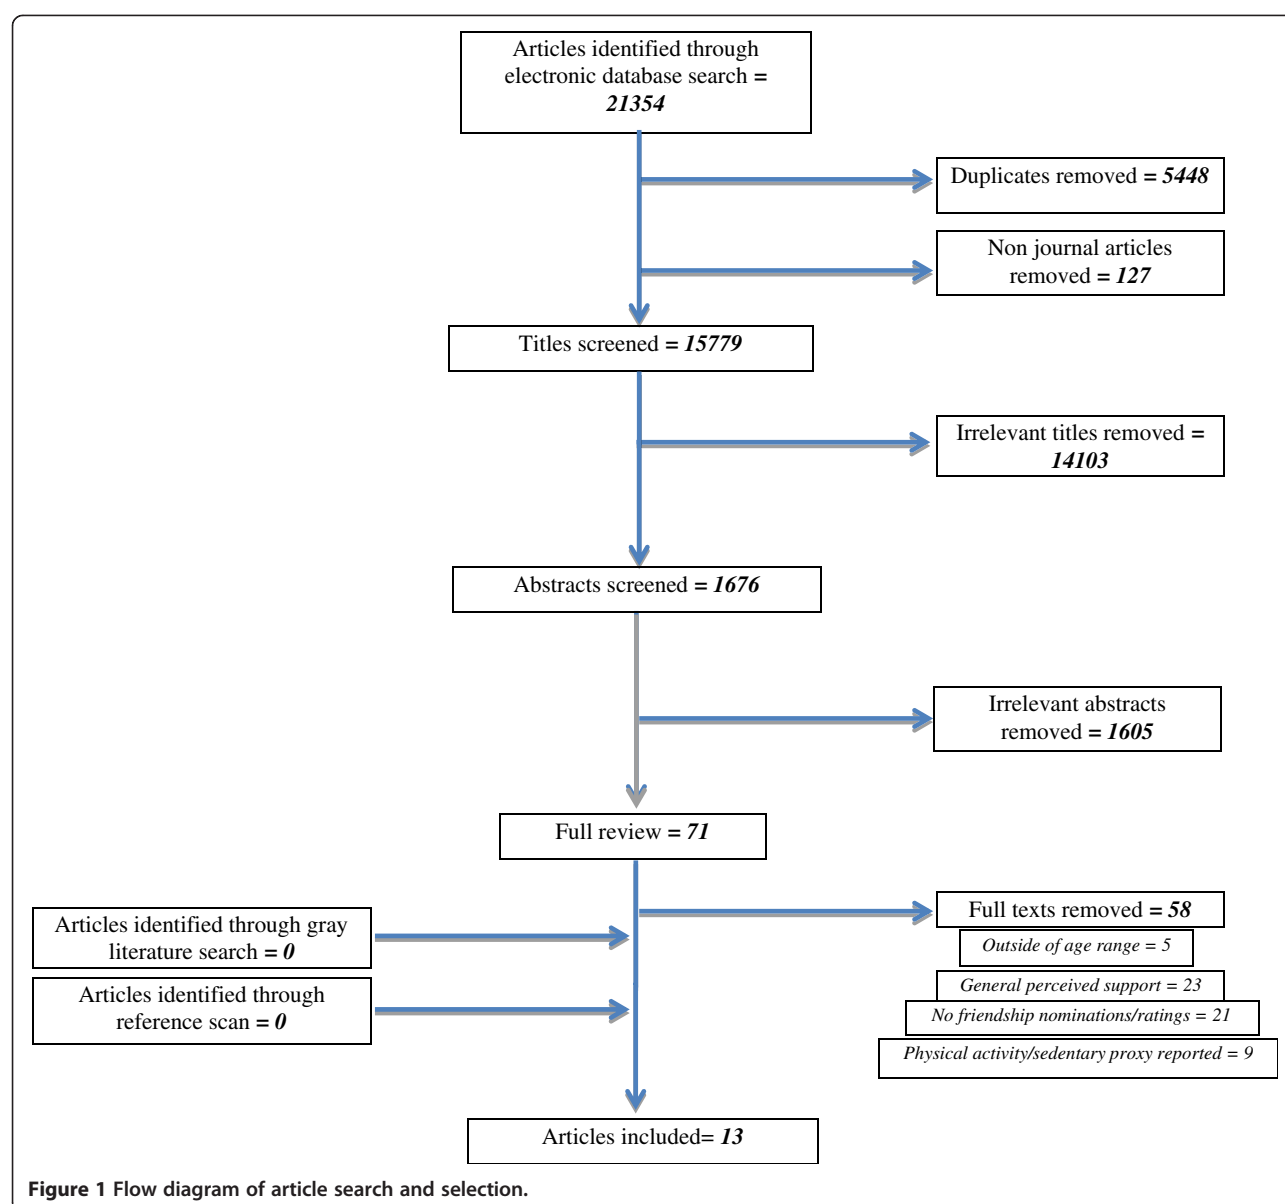 Articles identified through
electronic database search =
21354
Duplicates removed = 5448
Non journal articles
removed = 127
Titles screened = 15779
Irrelevant titles removed =
14103
Abstracts screened = 1676
Irrelevant abstracts
removed = 1605
Full review = 71
Full texts removed = 58
Articles identified through gray
literature search = 0
Outside of age range = 5
General perceived support = 23
Articles identified through
reference scan = 0
No friendship nominations/ratings = 21
Physical activity/sedentary proxy reported = 9
Articles included= 13
Figure 1 Flow diagram of article search and selection.